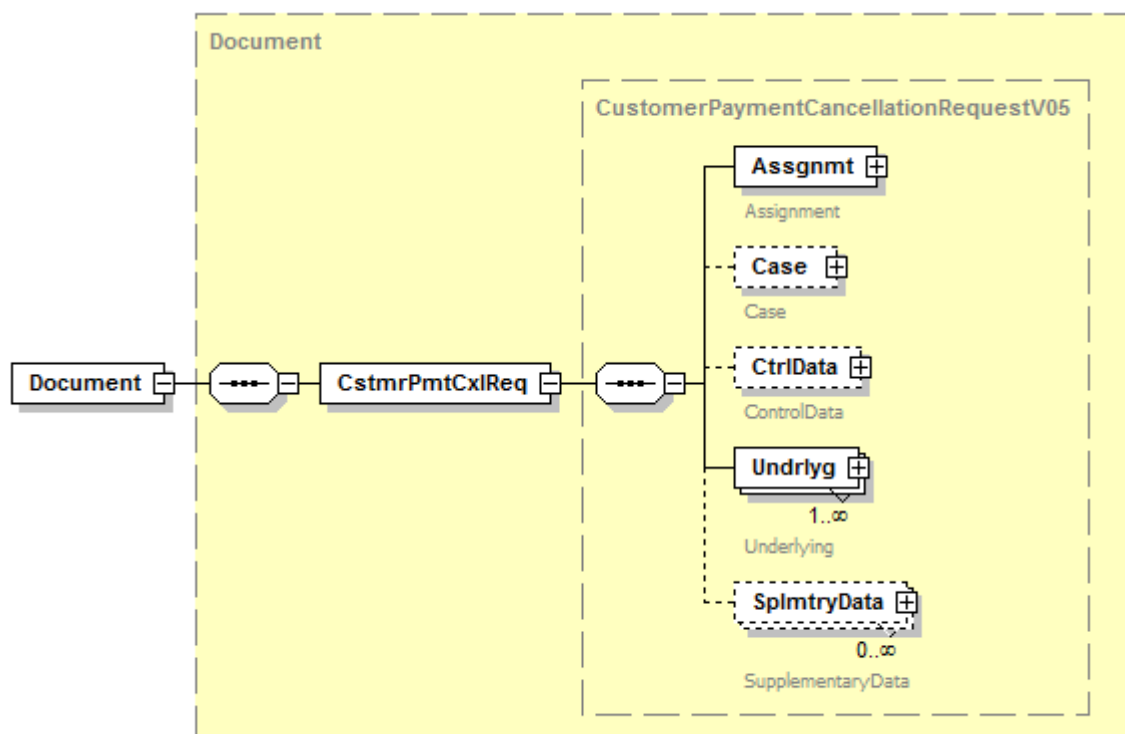 Document
CustomerPaymentCancellationRequestV05
Assgnmt
Assignment
Case
Case
Document
CstmrPmtCxlReq
CtrlData
ControlData
Undrlyg
1..∞
Underlying
SplmtryData
0..∞
SupplementaryData